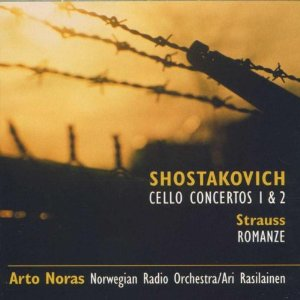 SHOSTAKOVICH
CELLO CONCERTOS 1 & 2
Strauss
ROMANZE
Arto Noras Norwegian Radio Orchestra/Ari Rasilainen